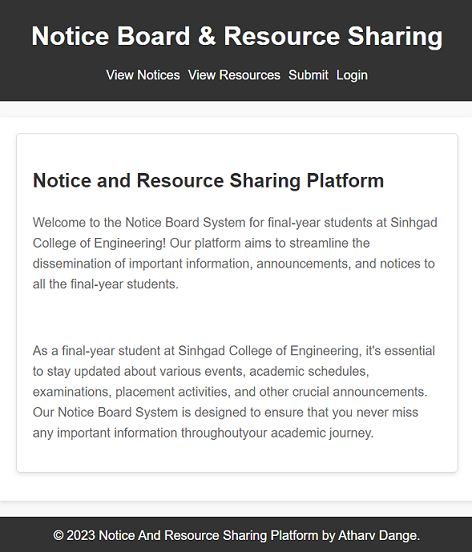 Notice Board & Resource Sharing
View Notices View Resources Submit Login
Notice and Resource Sharing Platform
Welcome to the Notice Board System for final-year students at Sinhgad
College of Engineering! Our platform aims to streamline the
dissemination of important information, announcements, and notices to
all the final-year students.
As a final-year student at Sinhgad College of Engineering, it's essential
to stay updated about various events, academic schedules,
examinations, placement activities, and other crucial announcements.
Our Notice Board System is designed to ensure that you never miss
any important information throughoutyour academic journey.
© 2023 Notice And Resource Sharing Platform by Atharv Dange.